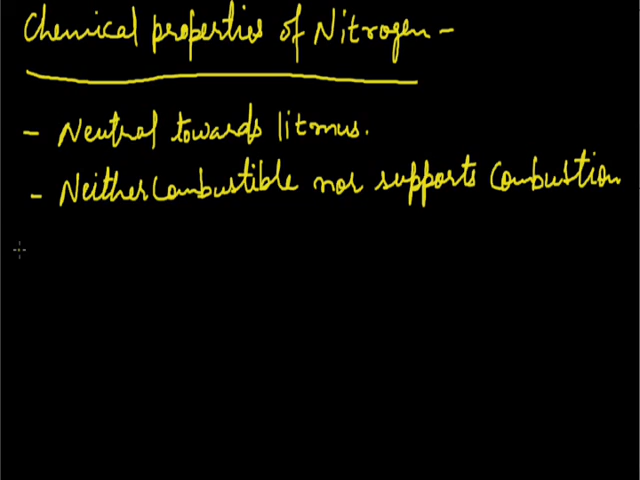 Chemical properties of Nitrogen -
- Neutral towards litmus.
- Neither combustible nor supports combustion